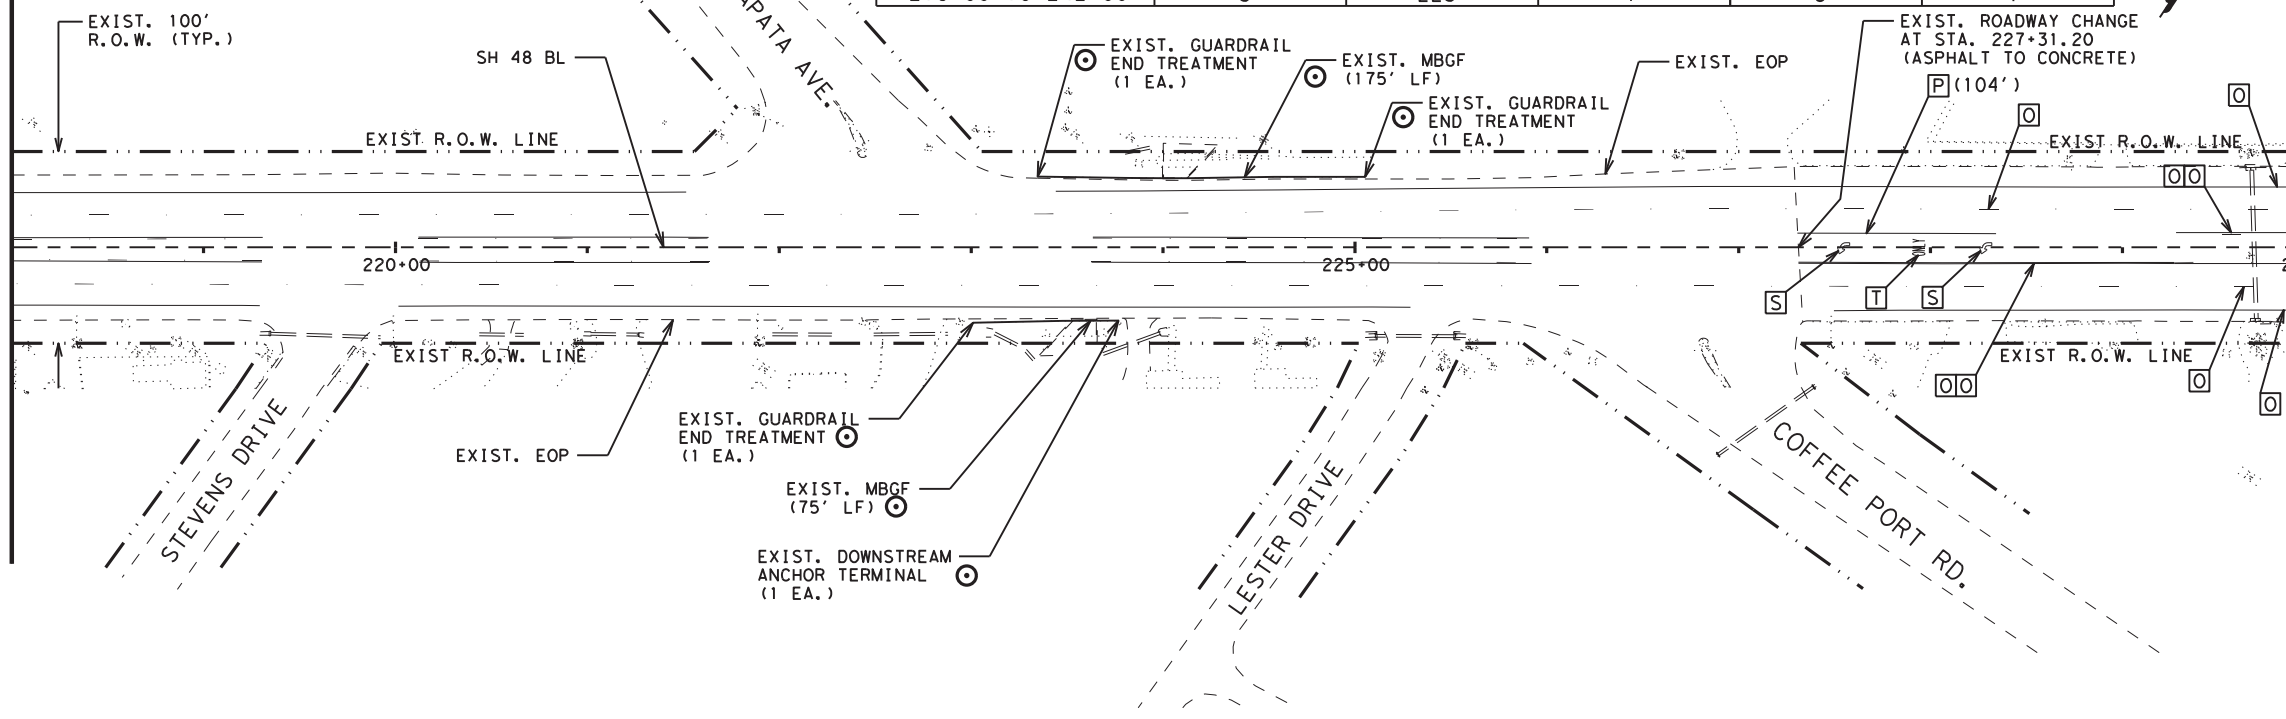 EXIST. 100'
R.O.W. (TYP.)
SH 48 BL
EXIST R.O.W. LINE
APATA AVE.
EXIST. GUARDRAIL
END TREATMENT
(1 EA.)
EXIST. MBGF
(175' LF)
EXIST. GUARDRAIL
END TREATMENT
(1 EA.)
EXIST. EOP
EXIST. ROADWAY CHANGE
AT STA. 227+31.20
(ASPHALT TO CONCRETE)
P (104')
O
O
EXIST R.O.W. LINE
O O
220+00
225+00
S
T
S
EXIST R.O.W. LINE
EXIST R.O.W. LINE
O O
O
O
STEVENS DRIVE
EXIST. EOP
EXIST. GUARDRAIL
END TREATMENT
(1 EA.)
EXIST. MBGF
(75' LF)
EXIST. DOWNSTREAM
ANCHOR TERMINAL
(1 EA.)
LESTER DRIVE
COFFEE PORT RD.